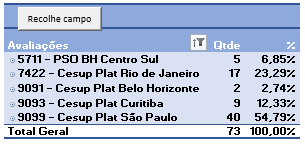 Recolhe campo
Avaliações Qtde %
5711 - PSO BH Centro Sul 5 6,85%
7422 - Cesup Plat Rio de Janeiro 17 23,29%
9091 - Cesup Plat Belo Horizonte 2 2,74%
9093 - Cesup Plat Curitiba 9 12,33%
9099 - Cesup Plat São Paulo 40 54,79%
Total Geral 73 100,00%